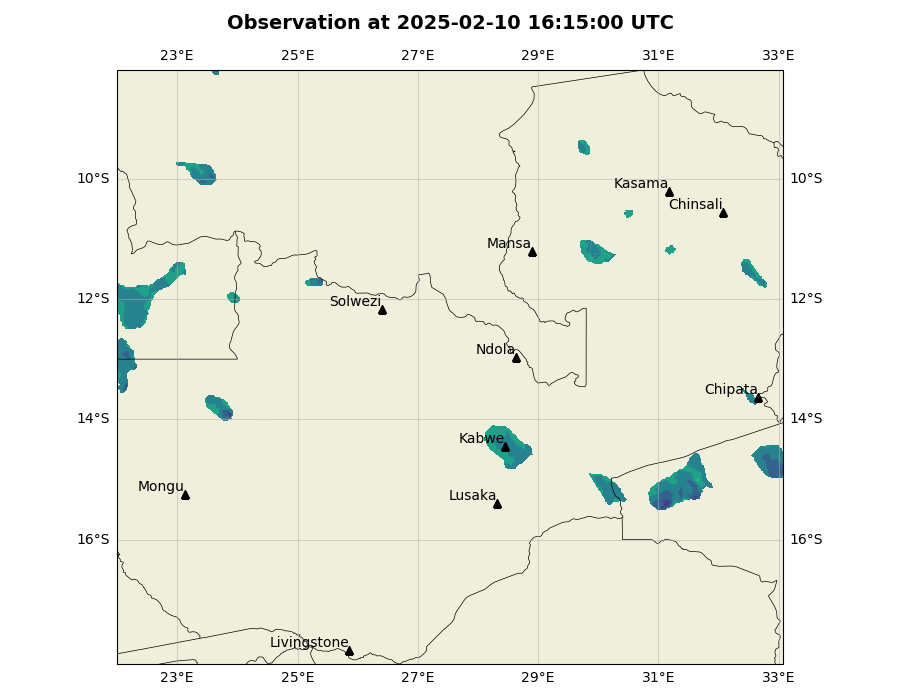 Observation at 2025-02-10 16:15:00 UTC
23°E 25°E 27°E 29°E 31°E 33°E
10°S 10°S
Kasama
Chinsali
Mansa
12°S 12°S
Solwezi
Ndola
Chipata
14°S 14°S
Kabwe
Mongu
Lusaka
16°S 16°S
Livingstone
23°E 25°E 27°E 29°E 31°E 33°E